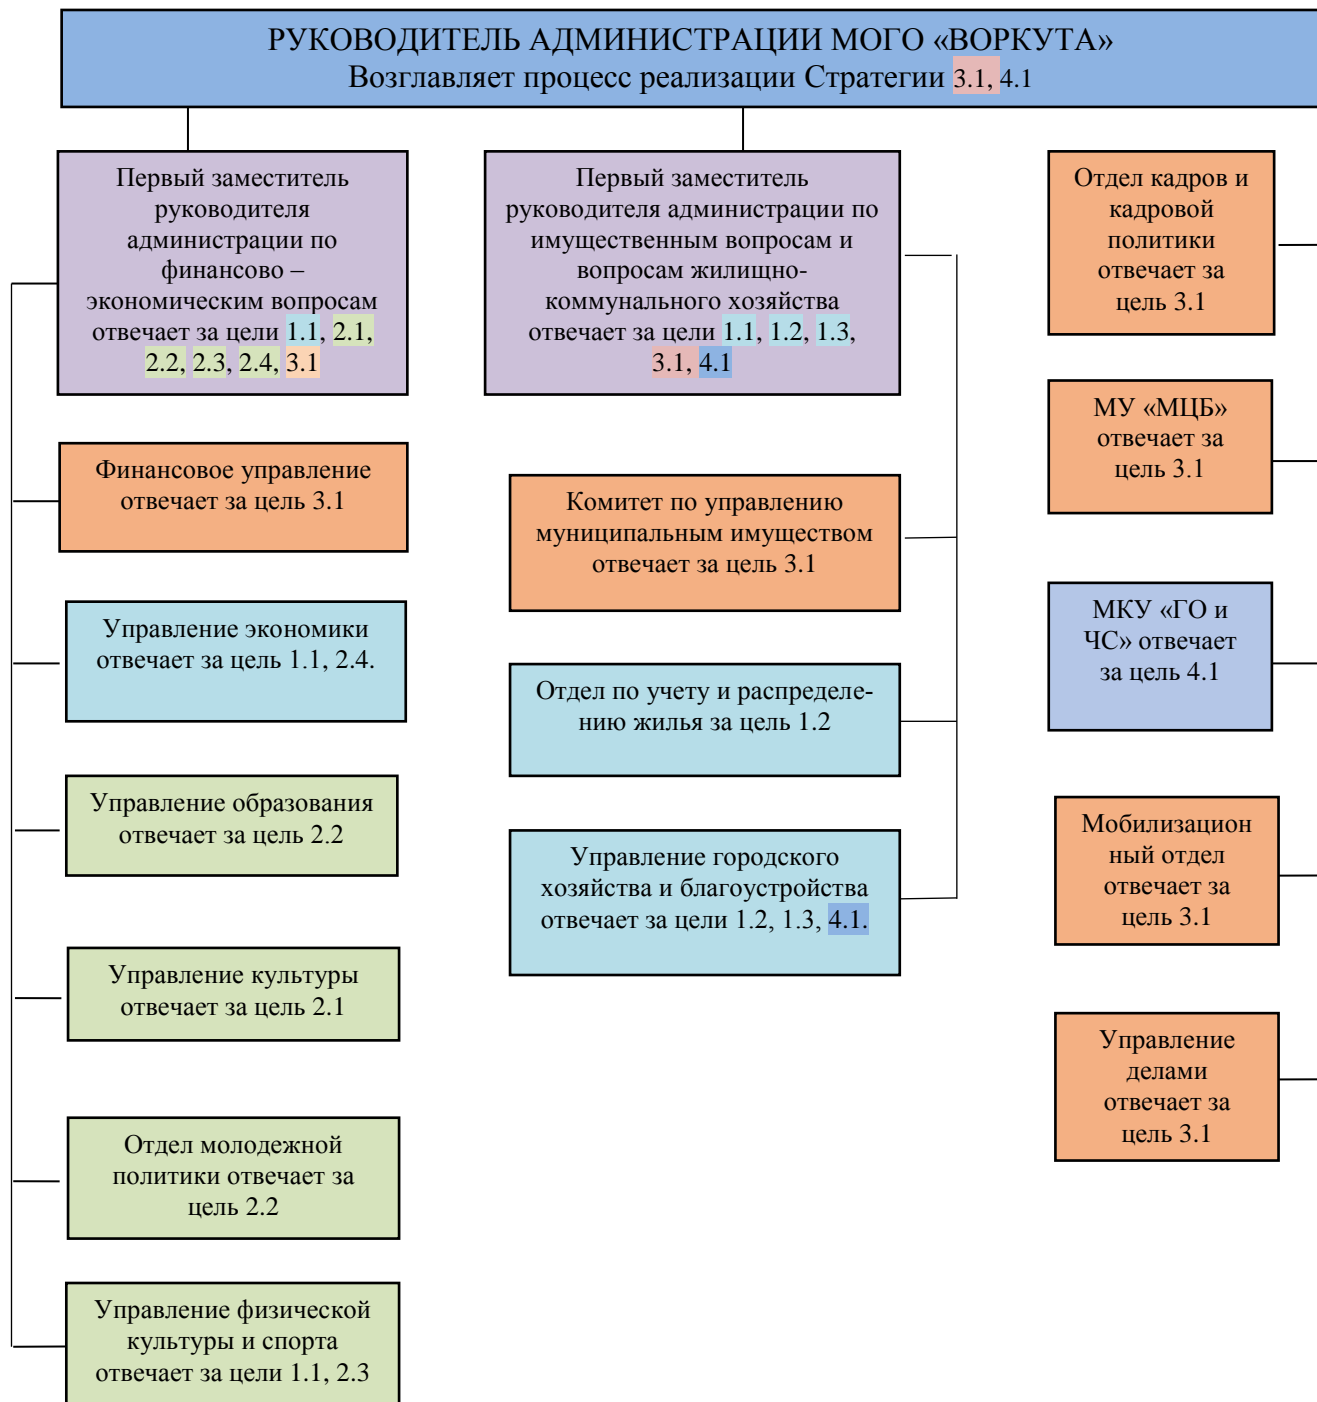 РУКОВОДИТЕЛЬ АДМИНИСТРАЦИИ МОГО «ВОРКУТА»
Возглавляет процесс реализации Стратегии 3.1, 4.1
Первый заместитель
руководителя
администрации по
финансово –
экономическим вопросам
отвечает за цели 1.1, 2.1,
2.2, 2.3, 2.4, 3.1
Финансовое управление
отвечает за цель 3.1
Управление экономики
отвечает за цель 1.1, 2.4.
Управление образования
отвечает за цель 2.2
Управление культуры
отвечает за цель 2.1
Отдел молодежной
политики отвечает за
цель 2.2
Управление физической
культуры и спорта
отвечает за цели 1.1, 2.3
Первый заместитель
руководителя администрации по
имущественным вопросам и
вопросам жилищно-
коммунального хозяйства
отвечает за цели 1.1, 1.2, 1.3,
3.1, 4.1
Комитет по управлению
муниципальным имуществом
отвечает за цель 3.1
Отдел по учету и распределе-
нию жилья за цель 1.2
Управление городского
хозяйства и благоустройства
отвечает за цели 1.2, 1.3, 4.1.
Отдел кадров и
кадровой
политики
отвечает за
цель 3.1
МУ «МЦБ»
отвечает за
цель 3.1
МКУ «ГО и
ЧС» отвечает
за цель 4.1
Мобилизацион
ный отдел
отвечает за
цель 3.1
Управление
делами
отвечает за
цель 3.1